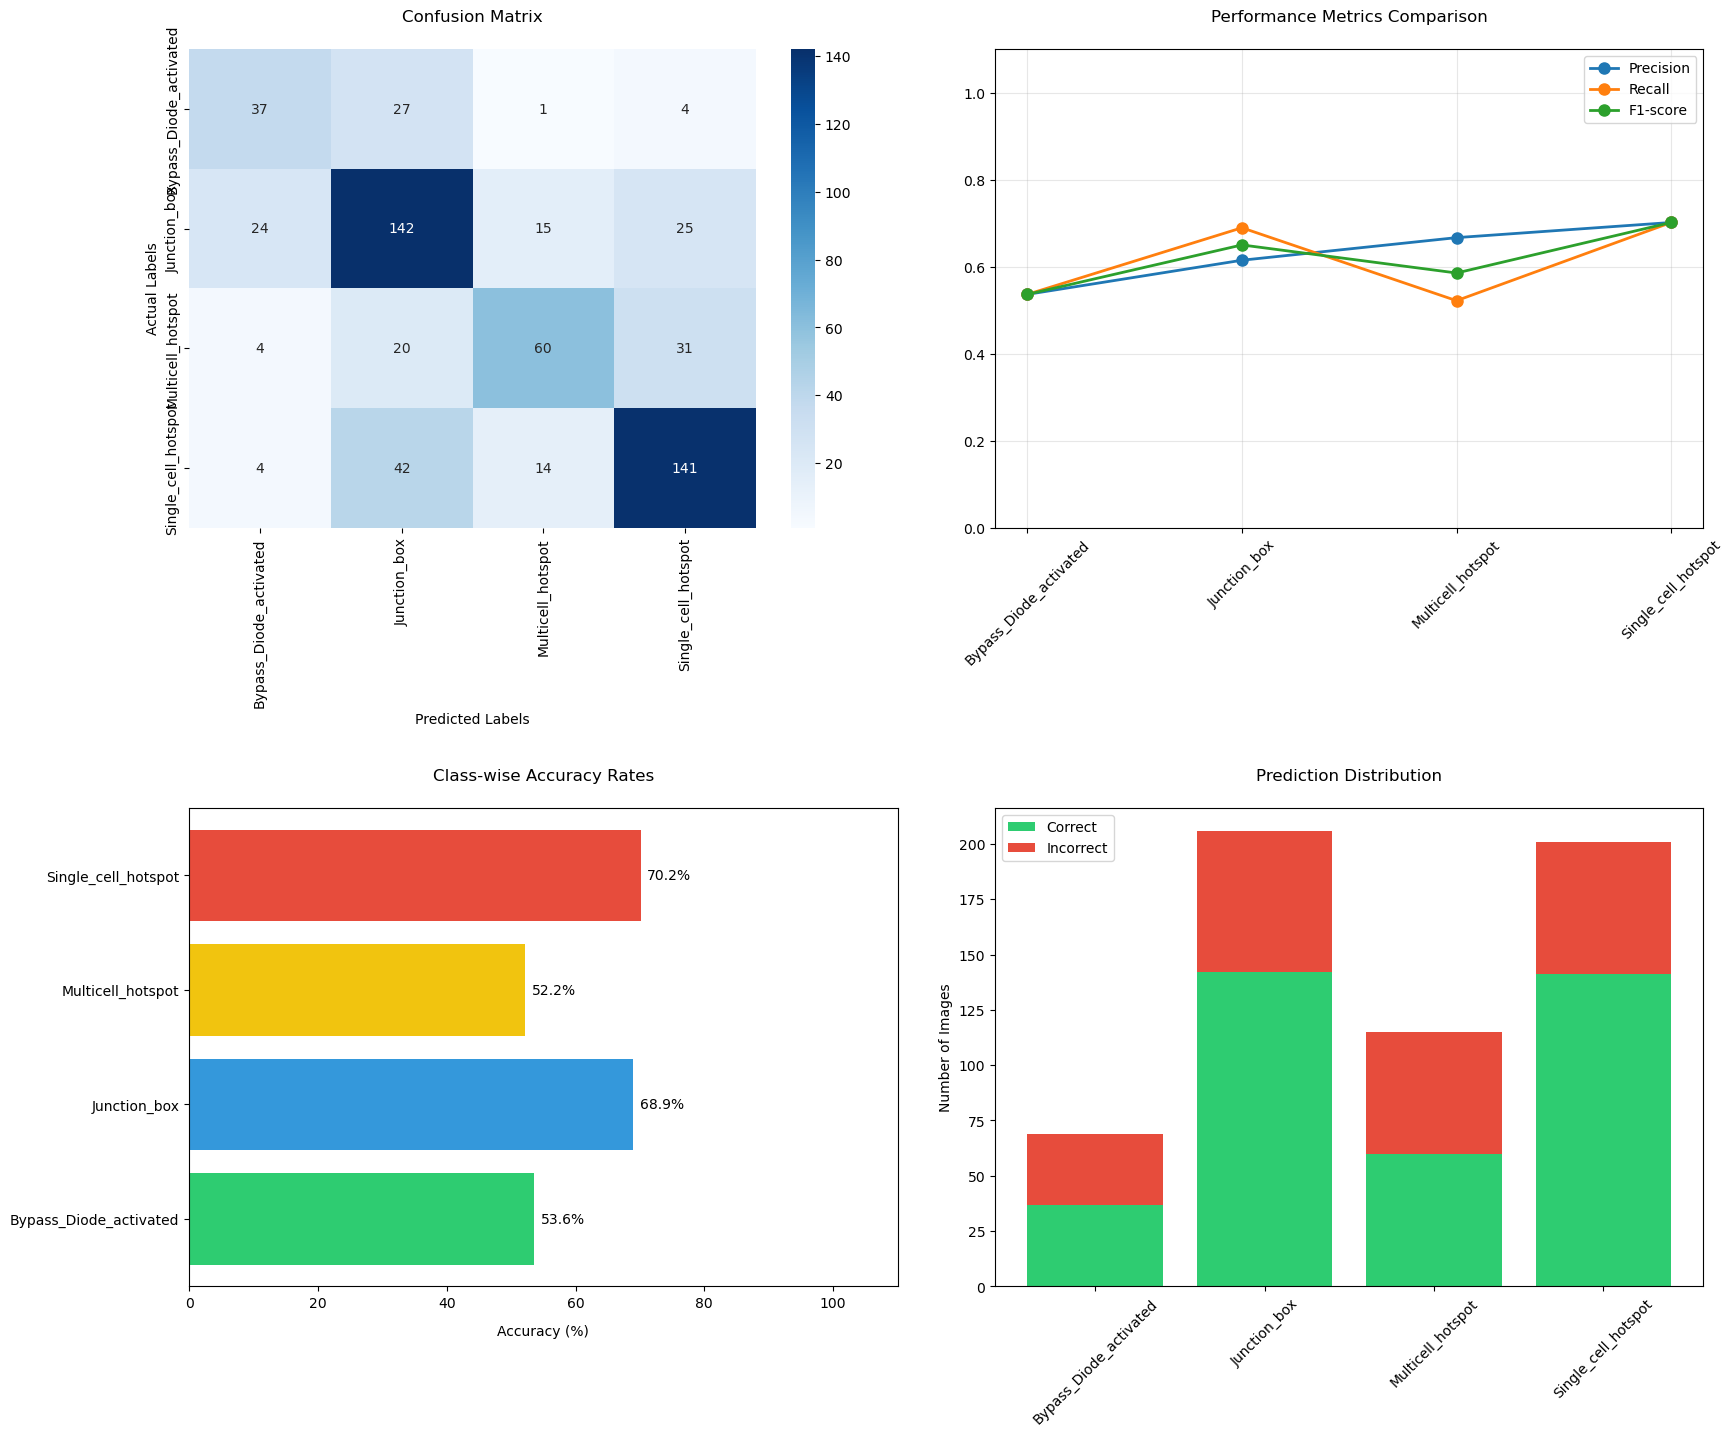 Confusion Matrix
Actual Labels
Bypass_Diode_activated
Junction_box
Multicell_hotspot
Single_cell_hotspot
37 27 1 4
24 142 15 25
4 20 60 31
4 42 14 141
Bypass_Diode_activated
Junction_box
Multicell_hotspot
Single_cell_hotspot
Predicted Labels
140
120
100
80
60
40
20
Performance Metrics Comparison
Precision
Recall
F1-score
1.0
0.8
0.6
0.4
0.2
0.0
Bypass_Diode_activated
Junction_box
Multicell_hotspot
Single_cell_hotspot
Class-wise Accuracy Rates
Single_cell_hotspot 70.2%
Multicell_hotspot 52.2%
Junction_box 68.9%
Bypass_Diode_activated 53.6%
0 20 40 60 80 100
Accuracy (%)
Prediction Distribution
Correct
Incorrect
Number of Images
200
175
150
125
100
75
50
25
0
Bypass_Diode_activated
Junction_box
Multicell_hotspot
Single_cell_hotspot